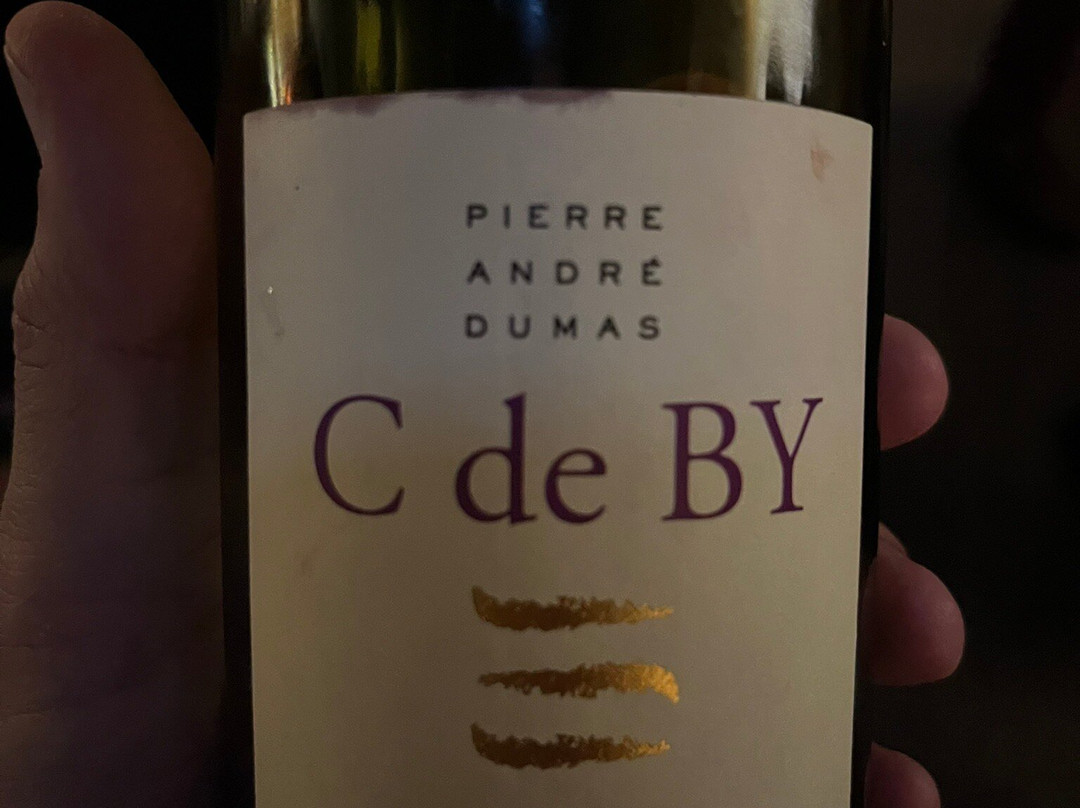 PIERRE
ANDRÉ
DUMAS
C de BY